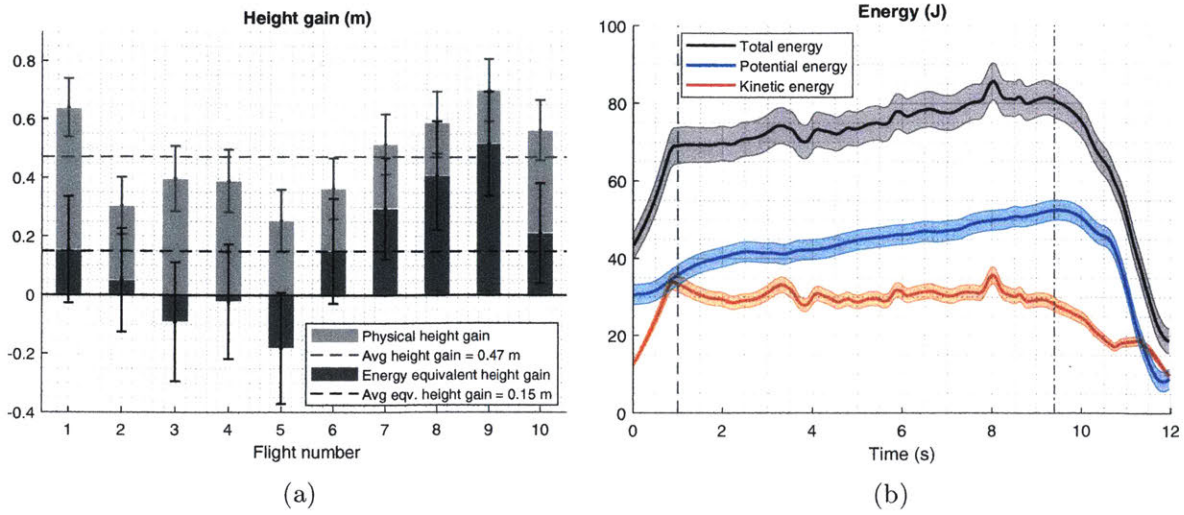 Height gain (m)
0.8
0.6
0.4
0.2
0
-0.2
-0.4
Physical height gain
Avg height gain = 0.47 m
Energy equivalent height gain
Avg eqv. height gain = 0.15 m
1 2 3 4 5 6 7 8 9 10
Flight number
(a)
Energy (J)
100
80
60
40
20
0
Total energy
Potential energy
Kinetic energy
0 2 4 6 8 10 12
Time (s)
(b)